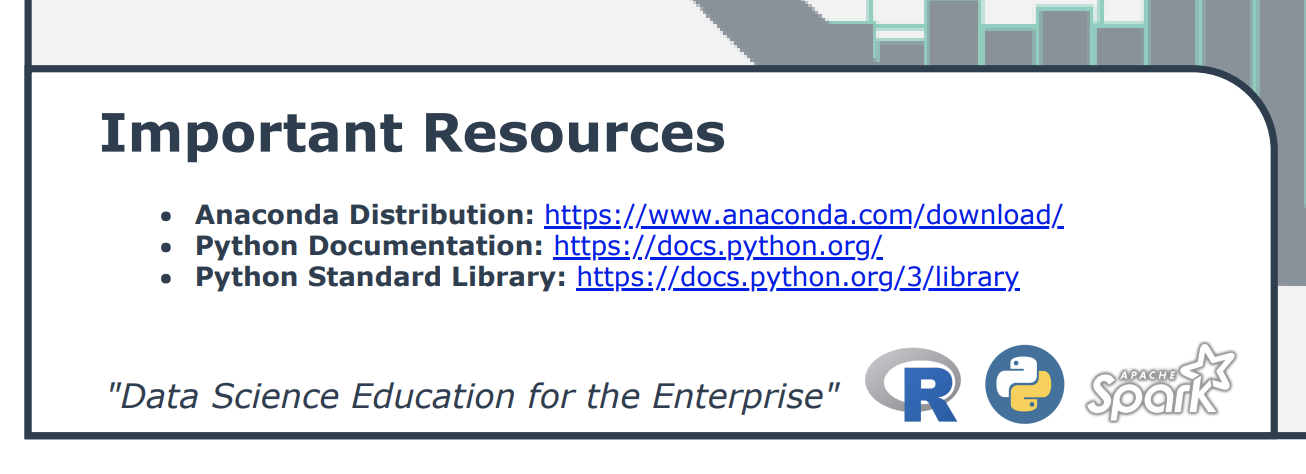 Important Resources
• Anaconda Distribution: https://www.anaconda.com/download/
• Python Documentation: https://docs.python.org/
• Python Standard Library: https://docs.python.org/3/library
"Data Science Education for the Enterprise"
R
APACHE
Spark